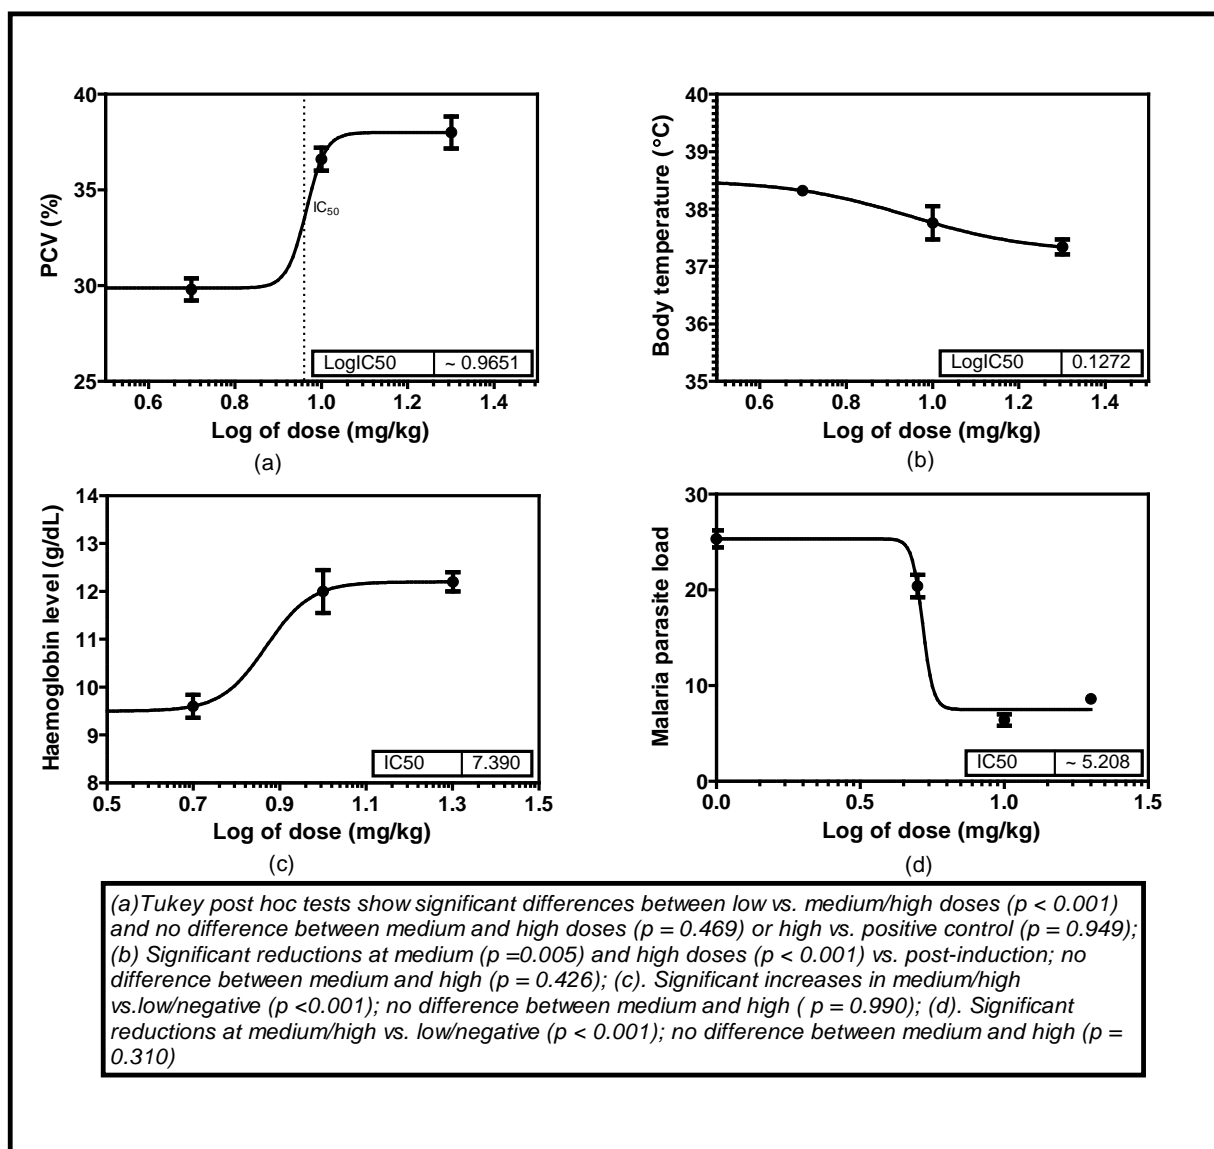 40
35
30
25
PCV (%)
IC50
LogIC50 ~ 0.9651
0.6 0.8 1.0 1.2 1.4
Log of dose (mg/kg)
(a)
40
39
38
37
36
35
Body temperature (°C)
LogIC50 0.1272
0.6 0.8 1.0 1.2 1.4
Log of dose (mg/kg)
(b)
14
13
12
11
10
9
8
Haemoglobin level (g/dL)
IC50 7.390
0.5 0.7 0.9 1.1 1.3 1.5
Log of dose (mg/kg)
(c)
30
20
10
0
Malaria parasite load
IC50 ~ 5.208
0.0 0.5 1.0 1.5
Log of dose (mg/kg)
(d)
(a)Tukey post hoc tests show significant differences between low vs. medium/high doses (p < 0.001)
and no difference between medium and high doses (p = 0.469) or high vs. positive control (p = 0.949);
(b) Significant reductions at medium (p =0.005) and high doses (p < 0.001) vs. post-induction; no
difference between medium and high (p = 0.426); (c). Significant increases in medium/high
vs.low/negative (p <0.001); no difference between medium and high ( p = 0.990); (d). Significant
reductions at medium/high vs. low/negative (p < 0.001); no difference between medium and high (p =
0.310)